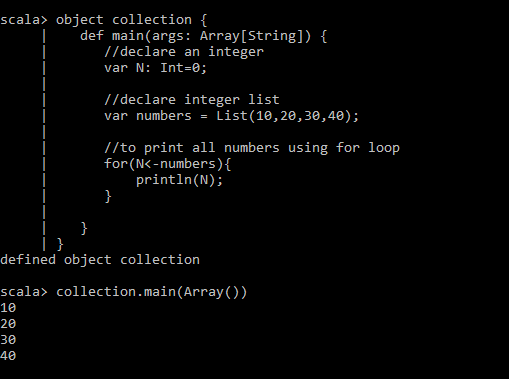 scala> object collection {
     |    def main(args: Array[String]) {
     |       //declare an integer
     |       var N: Int=0;
     |
     |       //declare integer list
     |       var numbers = List(10,20,30,40);
     |
     |       //to print all numbers using for loop
     |       for(N<-numbers){
     |           println(N);
     |       }
     |
     |    }
     | }
defined object collection

scala> collection.main(Array())
10
20
30
40